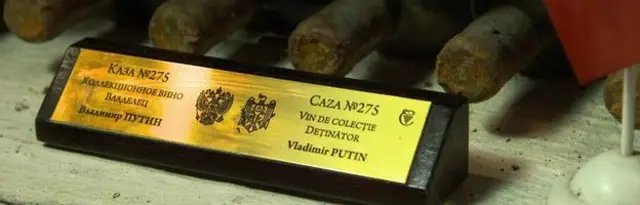 КАЗА №275
КОЛЛЕКЦИОННОЕ ВИНО
ВЛАДЕЛЕЦ
Владимир ПУТИН
CAZA №275
VIN DE COLECȚIE
DEȚINĂTOR
Vladimir PUTIN